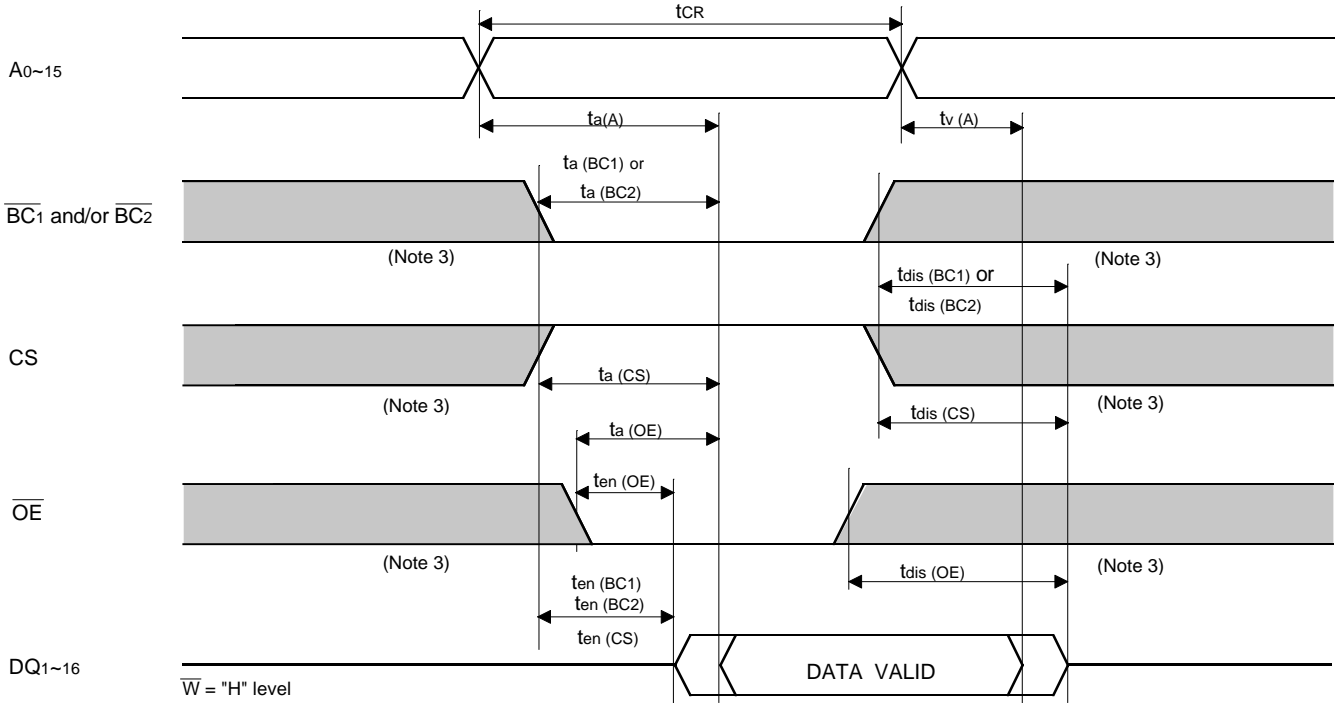 tCR
A0~15
ta(A)
tv (A)
ta (BC1) or
ta (BC2)
BC1 and/or BC2
(Note 3)
(Note 3)
tdis (BC1) or
tdis (BC2)
CS
ta (CS)
(Note 3)
(Note 3)
tdis (CS)
ta (OE)
ten (OE)
OE
(Note 3)
(Note 3)
tdis (OE)
ten (BC1)
ten (BC2)
ten (CS)
DQ1~16
DATA VALID
W = "H" level